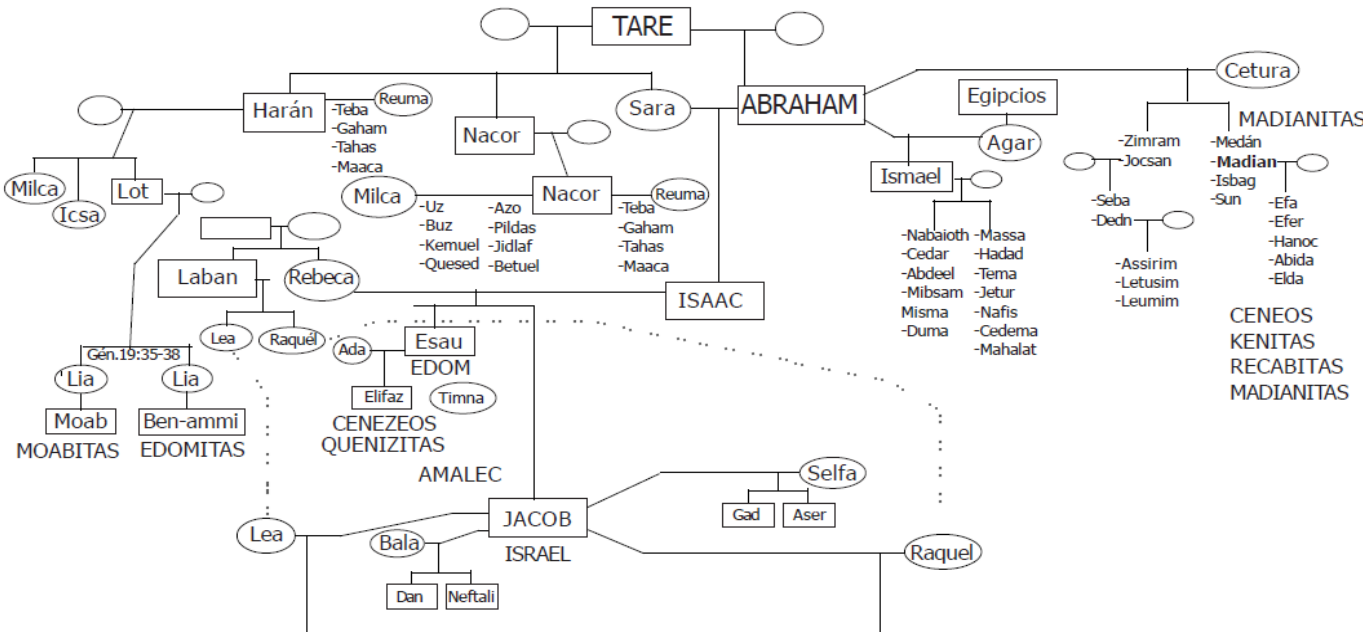 TARE
Harán
-Teba
-Gaham
-Tahas
-Maaca
Reuma
Nacor
Sara
ABRAHAM
Egipcios
Agar
Cetura
MADIANITAS
-Zimram
-Jocsan
-Medán
-Madian
-Isbag
-Sun
-Seba
-Dedn
-Efa
-Efer
-Hanoc
-Abida
-Elda
-Assirim
-Letusim
-Leumim
CENEOS
KENITAS
RECABITAS
MADIANITAS
Ismael
-Nabaioth
-Cedar
-Abdeel
-Mibsam
Misma
-Duma
-Massa
-Hadad
-Tema
-Jetur
-Nafis
-Cedema
-Mahalat
Milca
Icsa
Lot
Milca
-Uz
-Buz
-Kemuel
-Quesed
-Azo
-Pildas
-Jidlaf
-Betuel
Nacor
-Teba
-Gaham
-Tahas
-Maaca
Reuma
Laban
Rebeca
ISAAC
Lea
Raquél
Ada
Esau
EDOM
Elifaz
Timna
CENEZEOS
QUENIZITAS
AMALEC
Gén.19:35-38
Lia
Lia
Moab
Ben-ammi
MOABITAS
EDOMITAS
Selfa
Gad
Aser
JACOB
ISRAEL
Lea
Bala
Dan
Neftali
Raquel